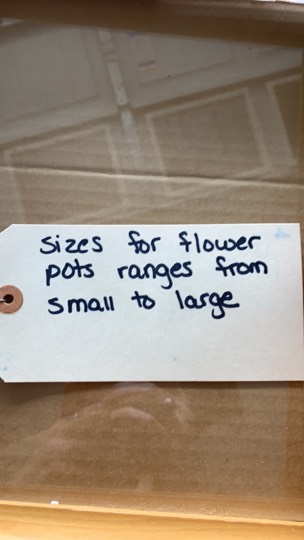 sizes for flower
pots ranges from
small to large